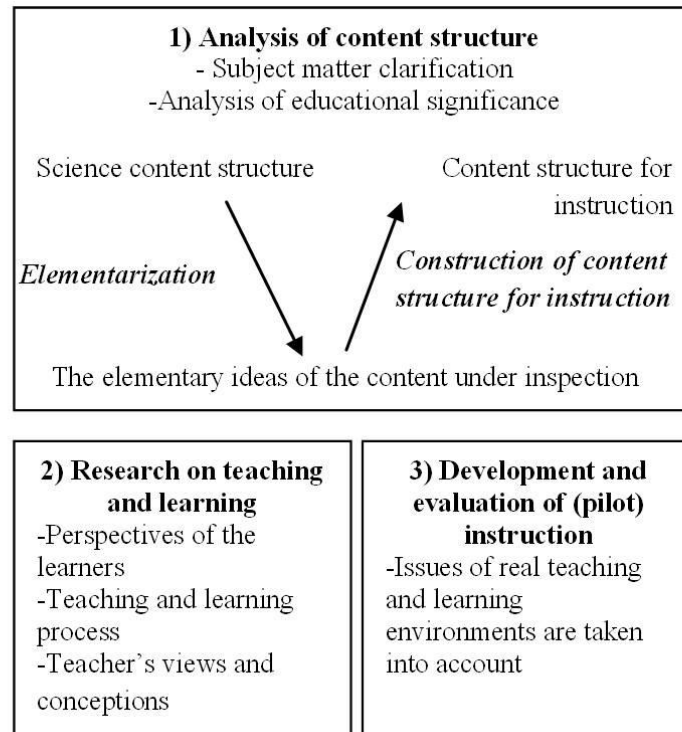 1) Analysis of content structure
- Subject matter clarification
-Analysis of educational significance
Science content structure
Content structure for
instruction
Elementarization
Construction of content
structure for instruction
The elementary ideas of the content under inspection
2) Research on teaching
and learning
-Perspectives of the
learners
-Teaching and learning
process
-Teacher’s views and
conceptions
3) Development and
evaluation of (pilot)
instruction
-Issues of real teaching
and learning
environments are taken
into account